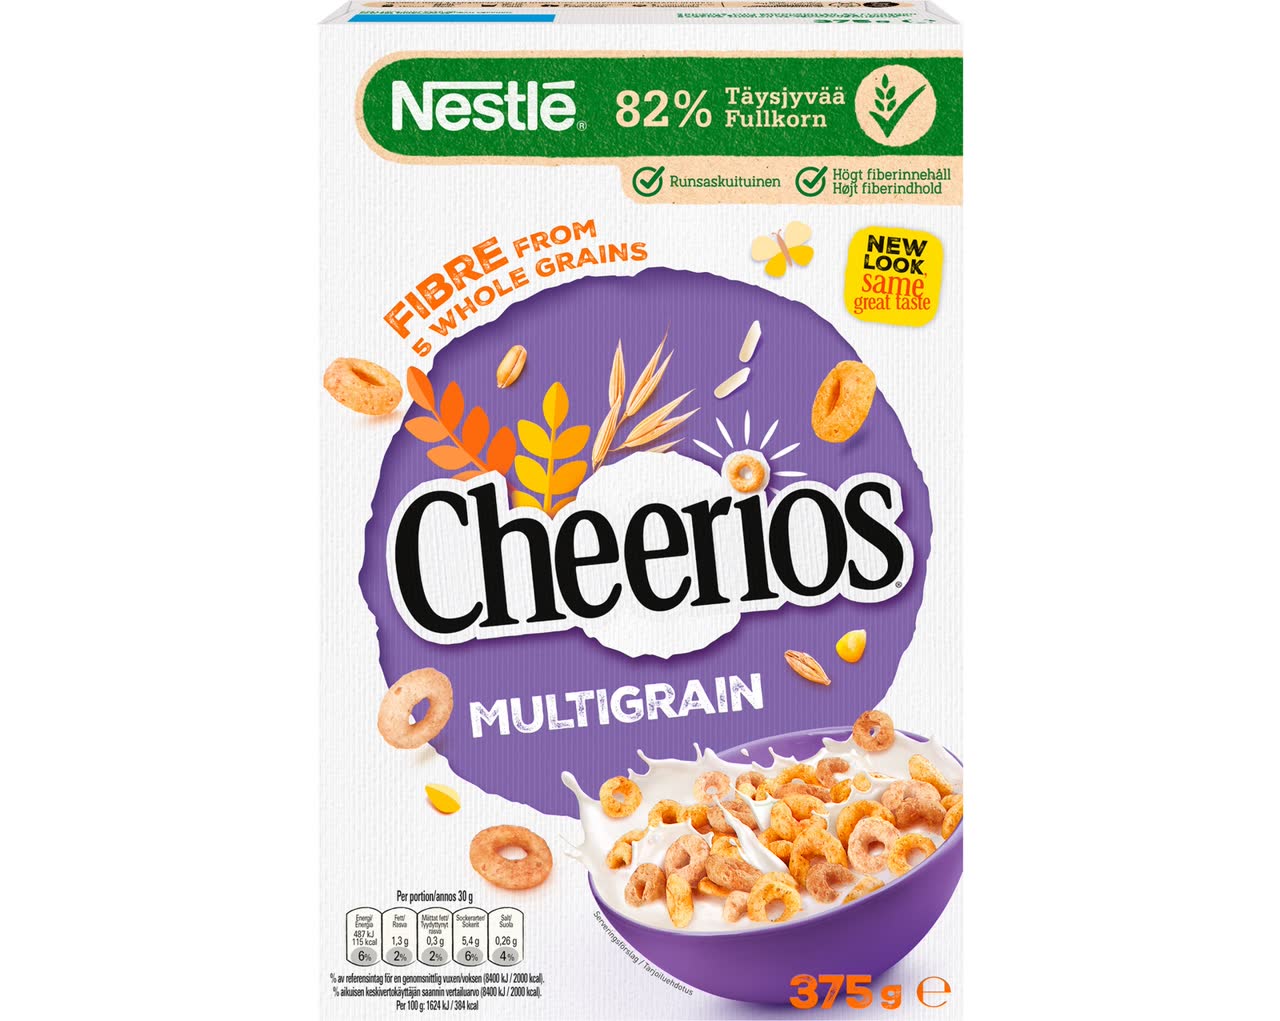 375g
Nestlé®
82% Täysjyvää
Fullkorn
Runsaskuituinen
Högt fiberinnehåll
Højt fiberindhold
FIBRE FROM
5 WHOLE GRAINS
NEW
LOOK,
same
great taste
Cheerios®
MULTIGRAIN
Per portion/annos 30 g
Energi/
Energia
487 kJ
115 kcal
6%
Fett/
Rasva
1,3 g
2%
Mättat fett/
Tyydyttynyt
rasva
0,3 g
2%
Sockerarter/
Sokerit
5,4 g
6%
Salt/
Suola
0,26 g
4%
% av referensintag för en genomsnittlig vuxen/voksen (8400 kJ / 2000 kcal).
% aikuisen keskivertokäyttäjän saannin vertailuarvo (8400 kJ / 2000 kcal).
Per 100 g: 1624 kJ / 384 kcal
Serveringsförslag / Tarjoiluehdotus
375g ℮